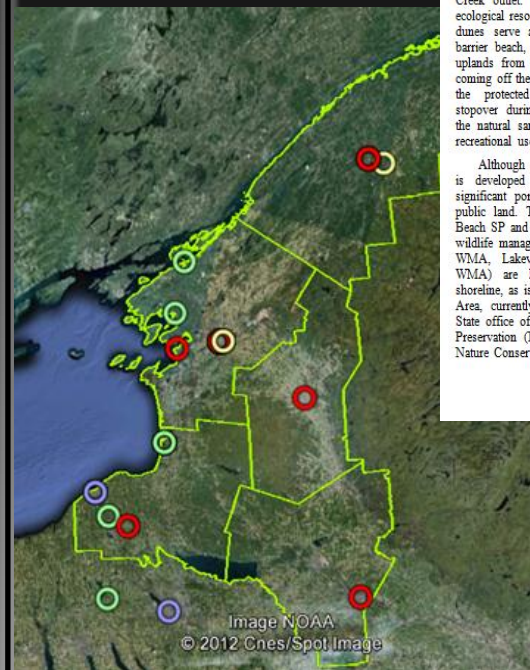 Creek outlet.
ecological reso
dunes serve a
barrier beach,
uplands from
coming off the
the protected
stopover durin
the natural sa
recreational us
Although
is developed
significant por
public land. T
Beach SP and
wildlife manag
WMA, Lakev
WMA) are
shoreline, as is
Area, currently
State office of
Preservation (
Nature Conser
Image NOAA
© 2012 Cnes/Spot Image